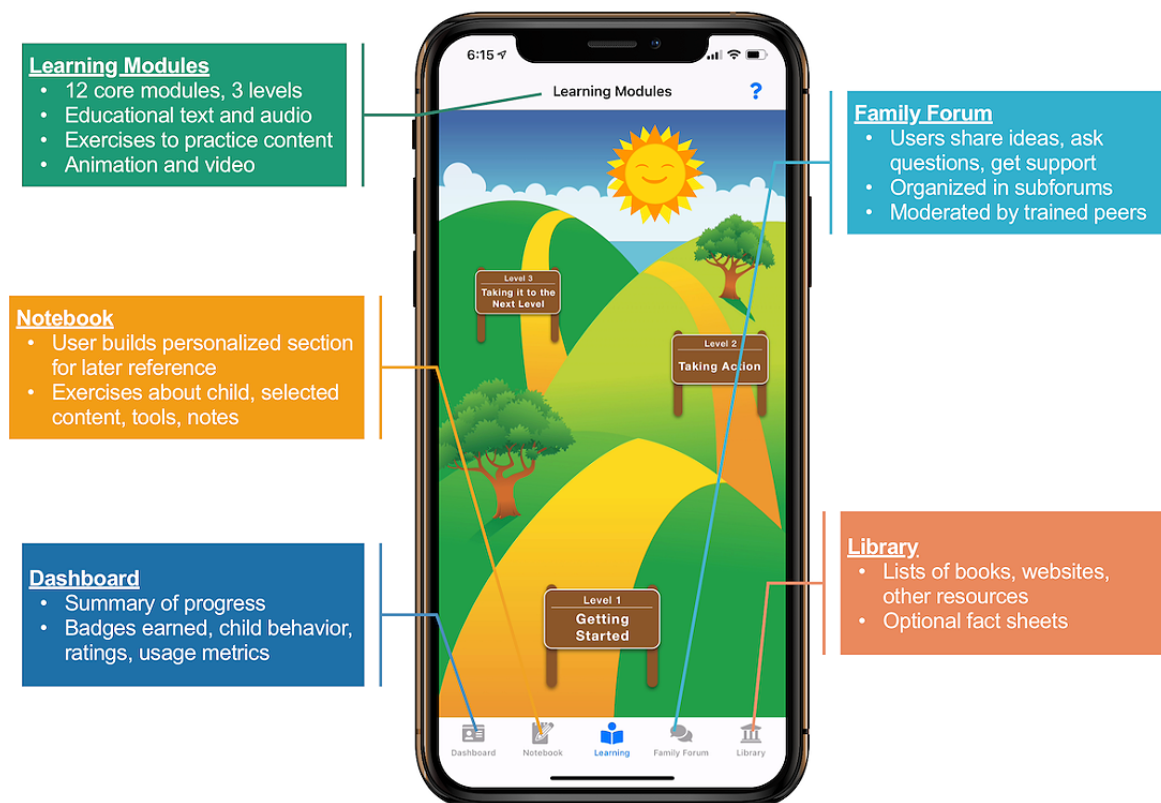 Learning Modules
• 12 core modules, 3 levels
• Educational text and audio
• Exercises to practice content
• Animation and video
Notebook
• User builds personalized section
for later reference
• Exercises about child, selected
content, tools, notes
Dashboard
• Summary of progress
• Badges earned, child behavior,
ratings, usage metrics
6:15
Learning Modules
?
Level 3
Taking it to the
Next Level
Level 2
Taking Action
Level 1
Getting
Started
Dashboard
Notebook
Learning
Family Forum
Library
Family Forum
• Users share ideas, ask
questions, get support
• Organized in subforums
• Moderated by trained peers
Library
• Lists of books, websites,
other resources
• Optional fact sheets